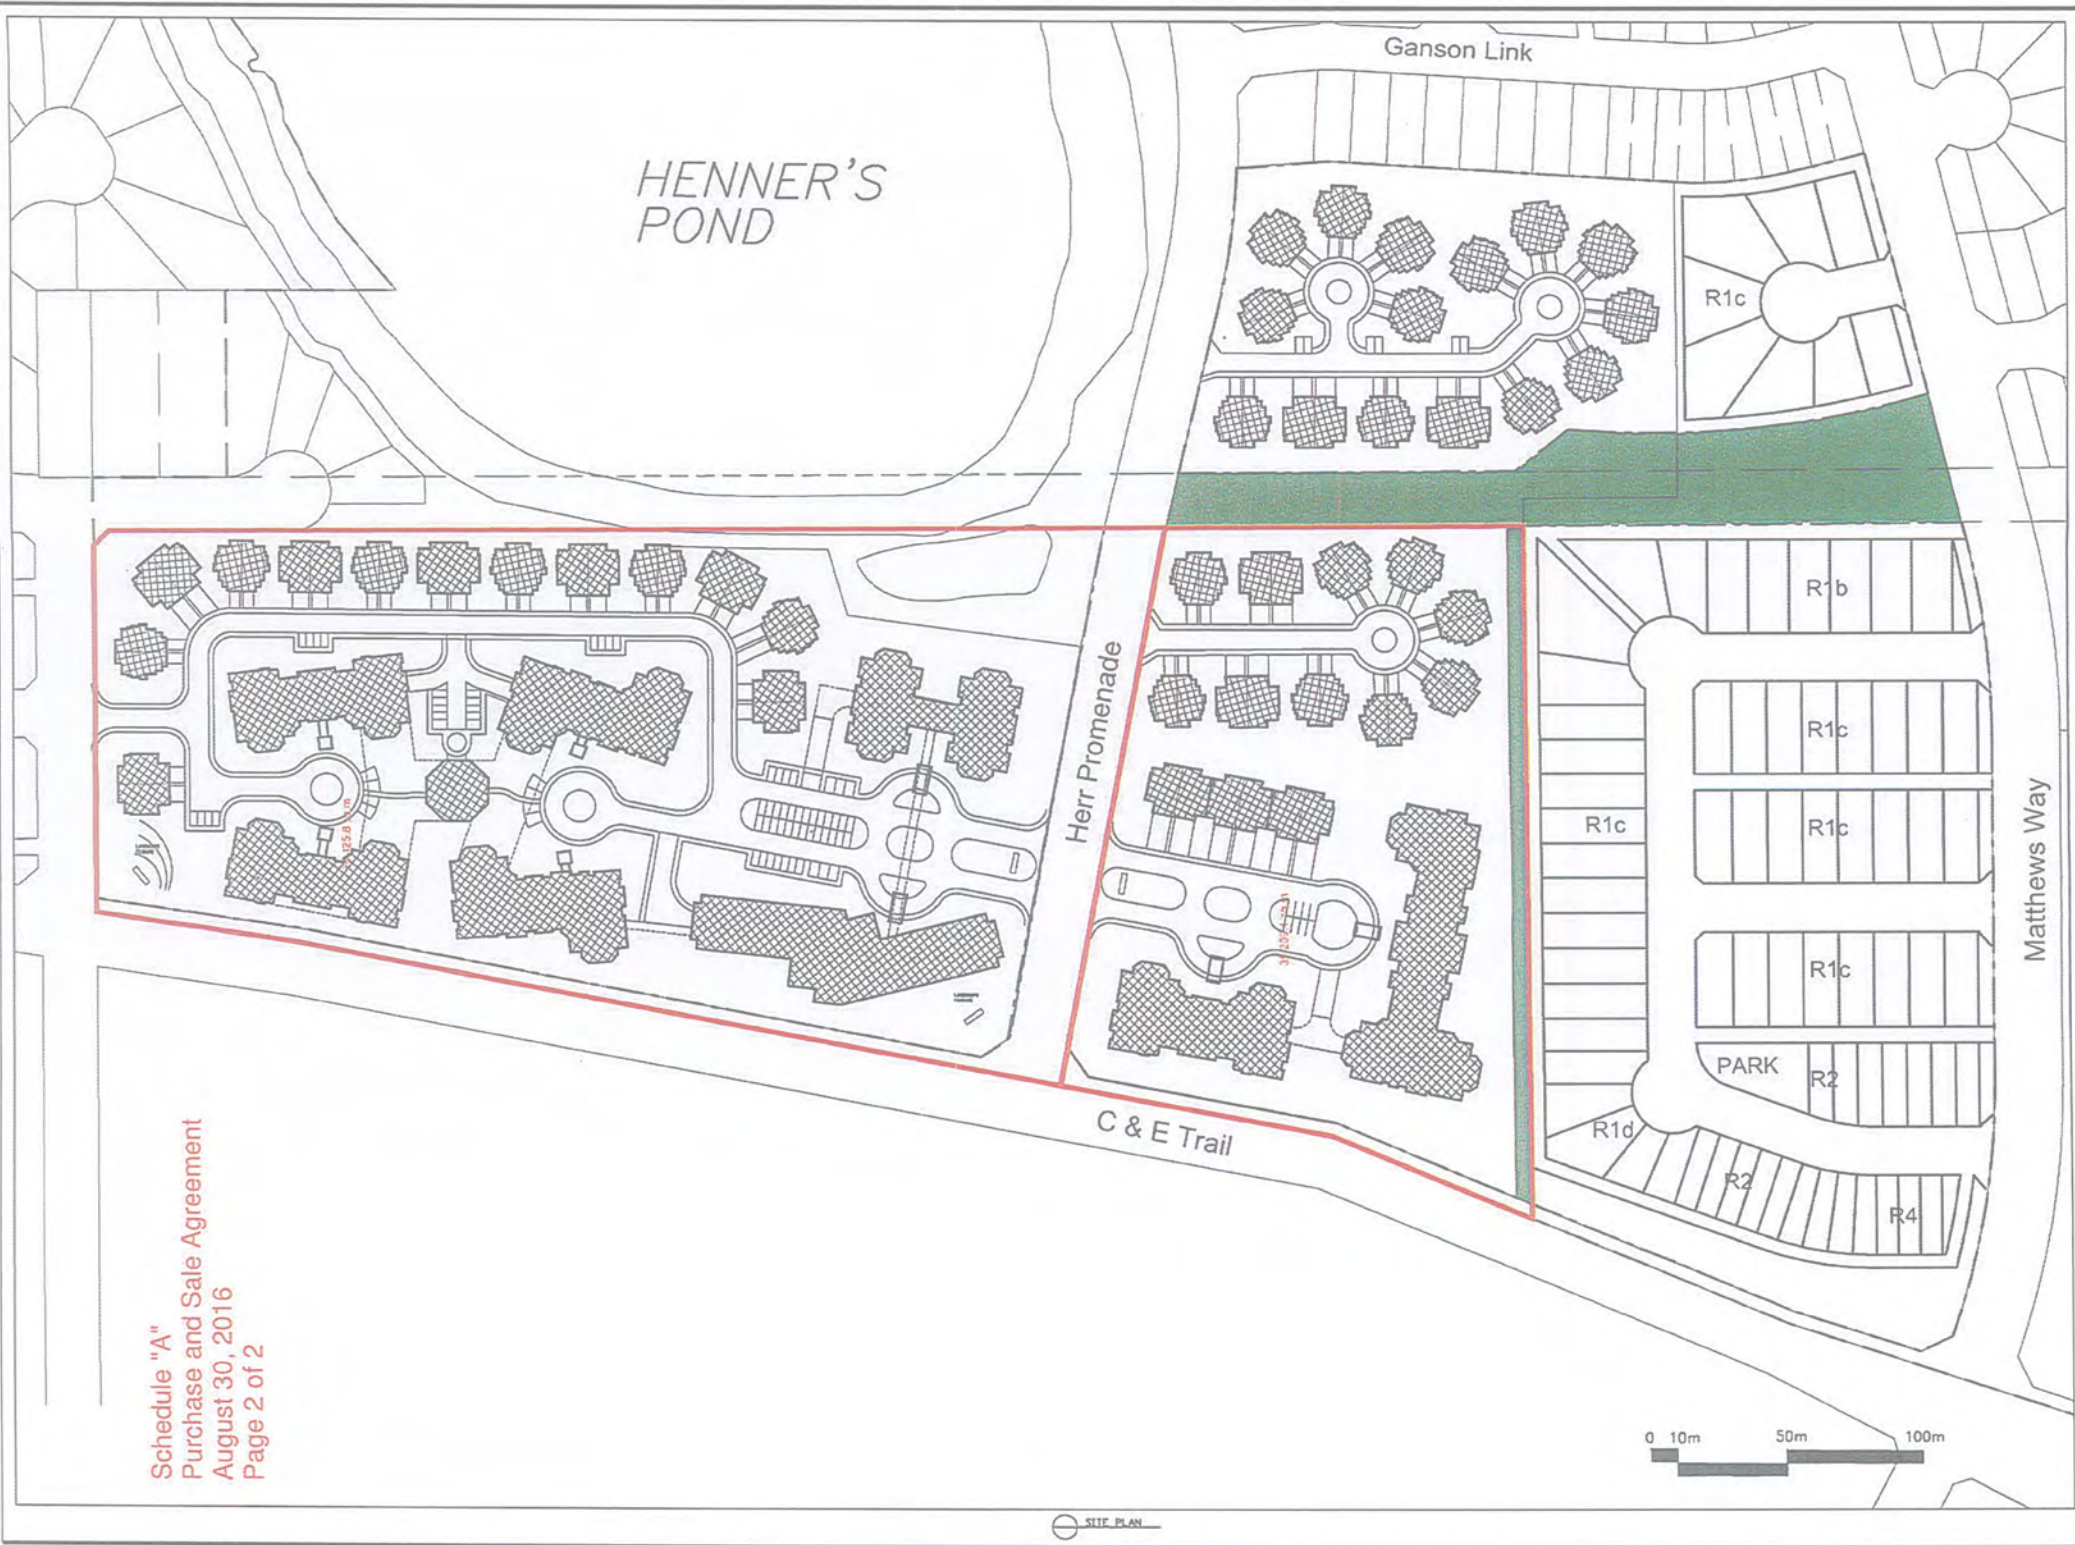 Ganson Link
HENNER'S
POND
R1c
R1b
Herr Promenade
R1c
R1c
R1c
Matthews Way
R1c
PARK
R2
C & E Trail
R1d
R2
R4
Schedule "A"
Purchase and Sale Agreement
August 30, 2016
Page 2 of 2
0 10m 50m 100m
SITE PLAN